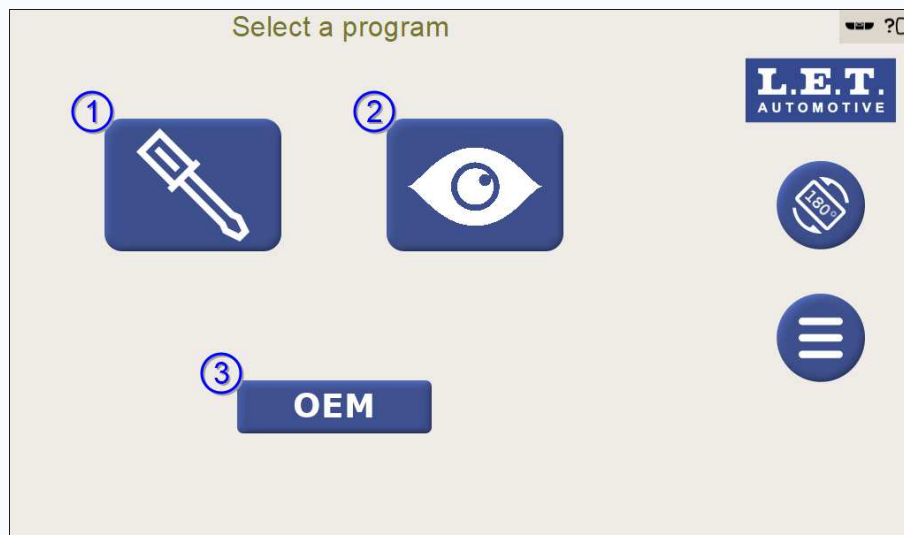 Select a program
?
L.E.T.
AUTOMOTIVE
1
2
180°
3
OEM